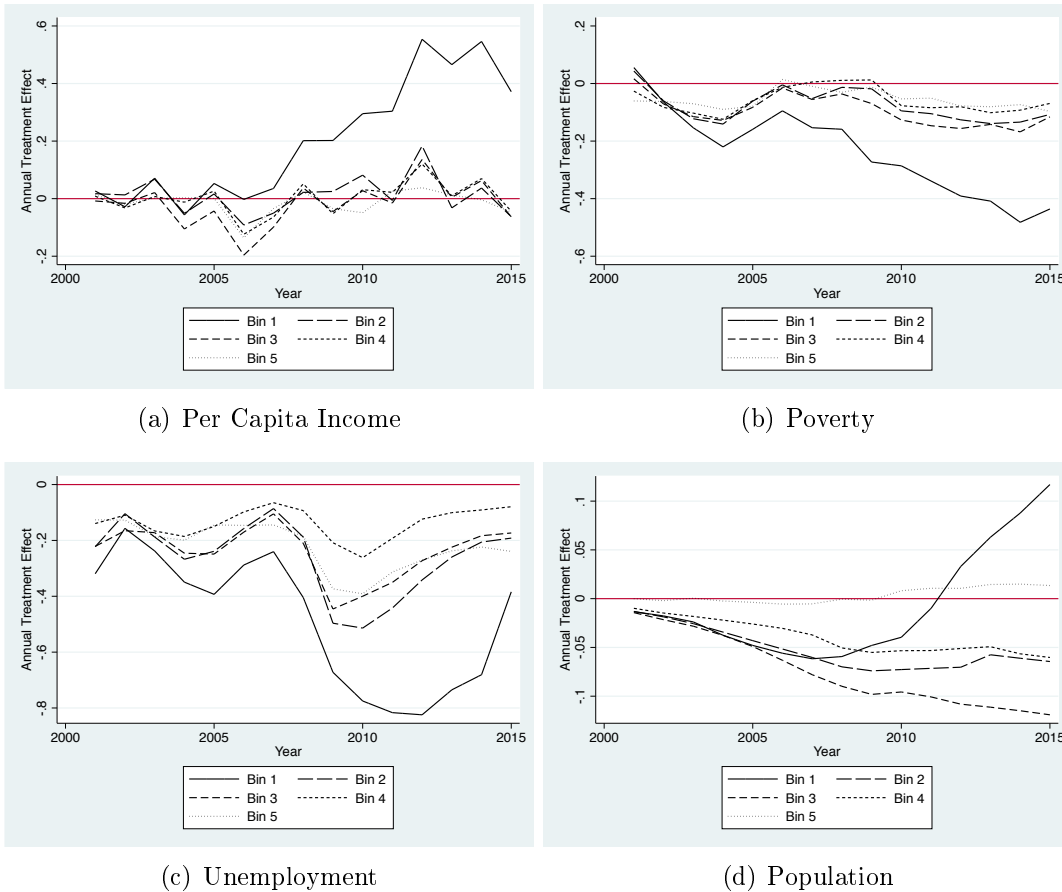 Annual Treatment Effect
.6
.4
.2
0
-.2
2000 2005 2010 2015
Year
Bin 1 Bin 2
Bin 3 Bin 4
Bin 5
(a) Per Capita Income
Annual Treatment Effect
.2
0
-.2
-.4
-.6
2000 2005 2010 2015
Year
Bin 1 Bin 2
Bin 3 Bin 4
Bin 5
(b) Poverty
Annual Treatment Effect
0
-.2
-.4
-.6
-.8
2000 2005 2010 2015
Year
Bin 1 Bin 2
Bin 3 Bin 4
Bin 5
(c) Unemployment
Annual Treatment Effect
.1
.05
0
-.05
-.1
2000 2005 2010 2015
Year
Bin 1 Bin 2
Bin 3 Bin 4
Bin 5
(d) Population